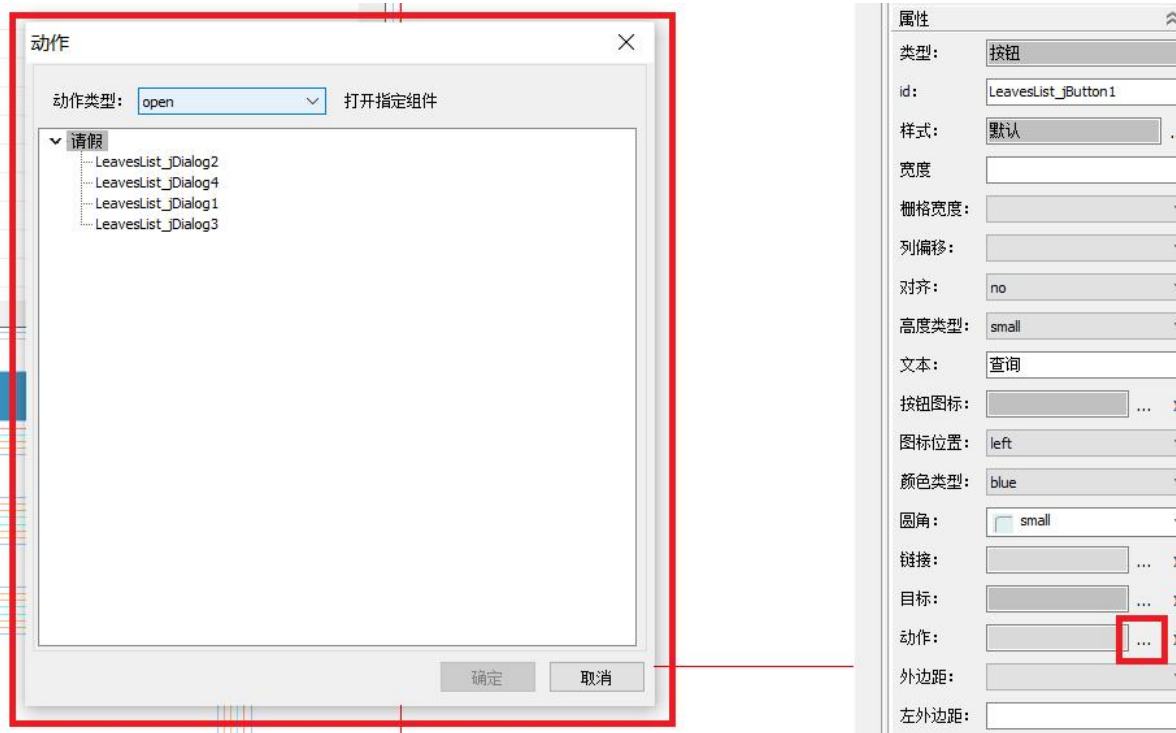 动作
动作类型: open 打开指定组件
请假
LeavesList_jDialog2
LeavesList_jDialog4
LeavesList_jDialog1
LeavesList_jDialog3
确定 取消
属性
类型: 按钮
id: LeavesList_jButton1
样式: 默认 ...
宽度
栅格宽度:
列偏移:
对齐: no
高度类型: small
文本: 查询
按钮图标: ...
图标位置: left
颜色类型: blue
圆角: small
链接: ...
目标: ...
动作: ...
外边距:
左外边距: